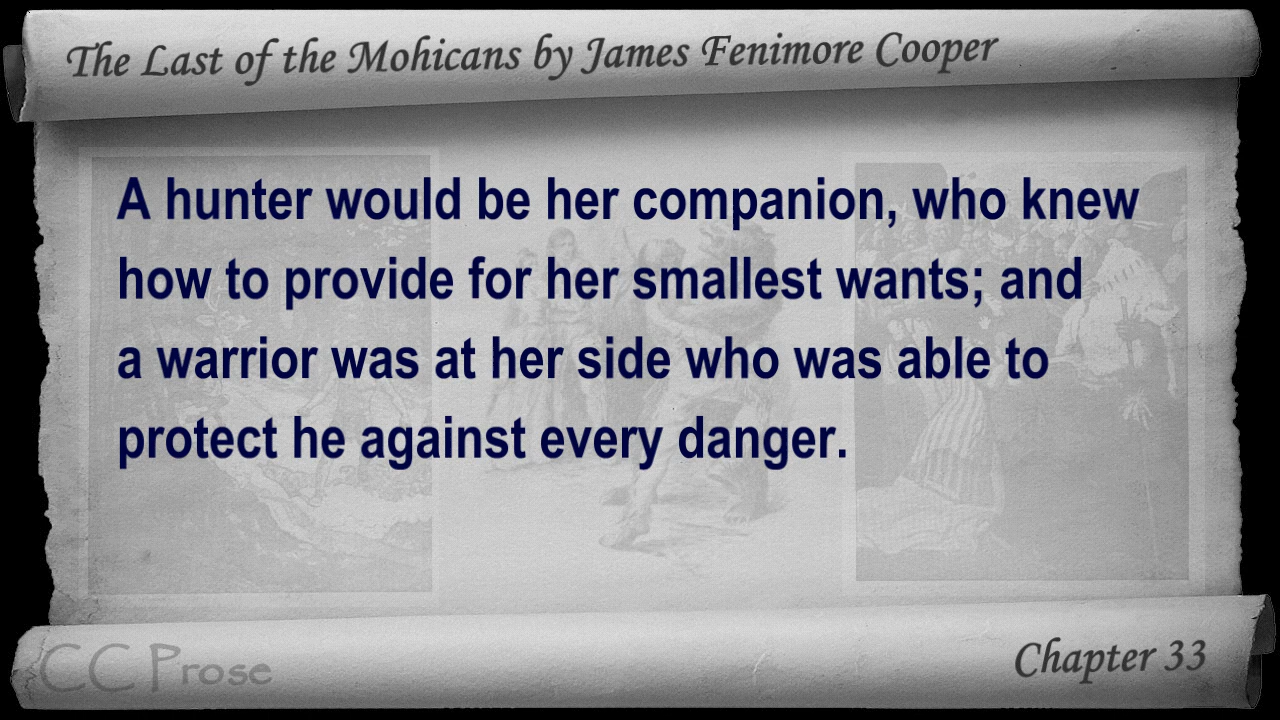 The Last of the Mohicans by James Fenimore Cooper
A hunter would be her companion, who knew
how to provide for her smallest wants; and
a warrior was at her side who was able to
protect he against every danger.
CC Prose
Chapter 33